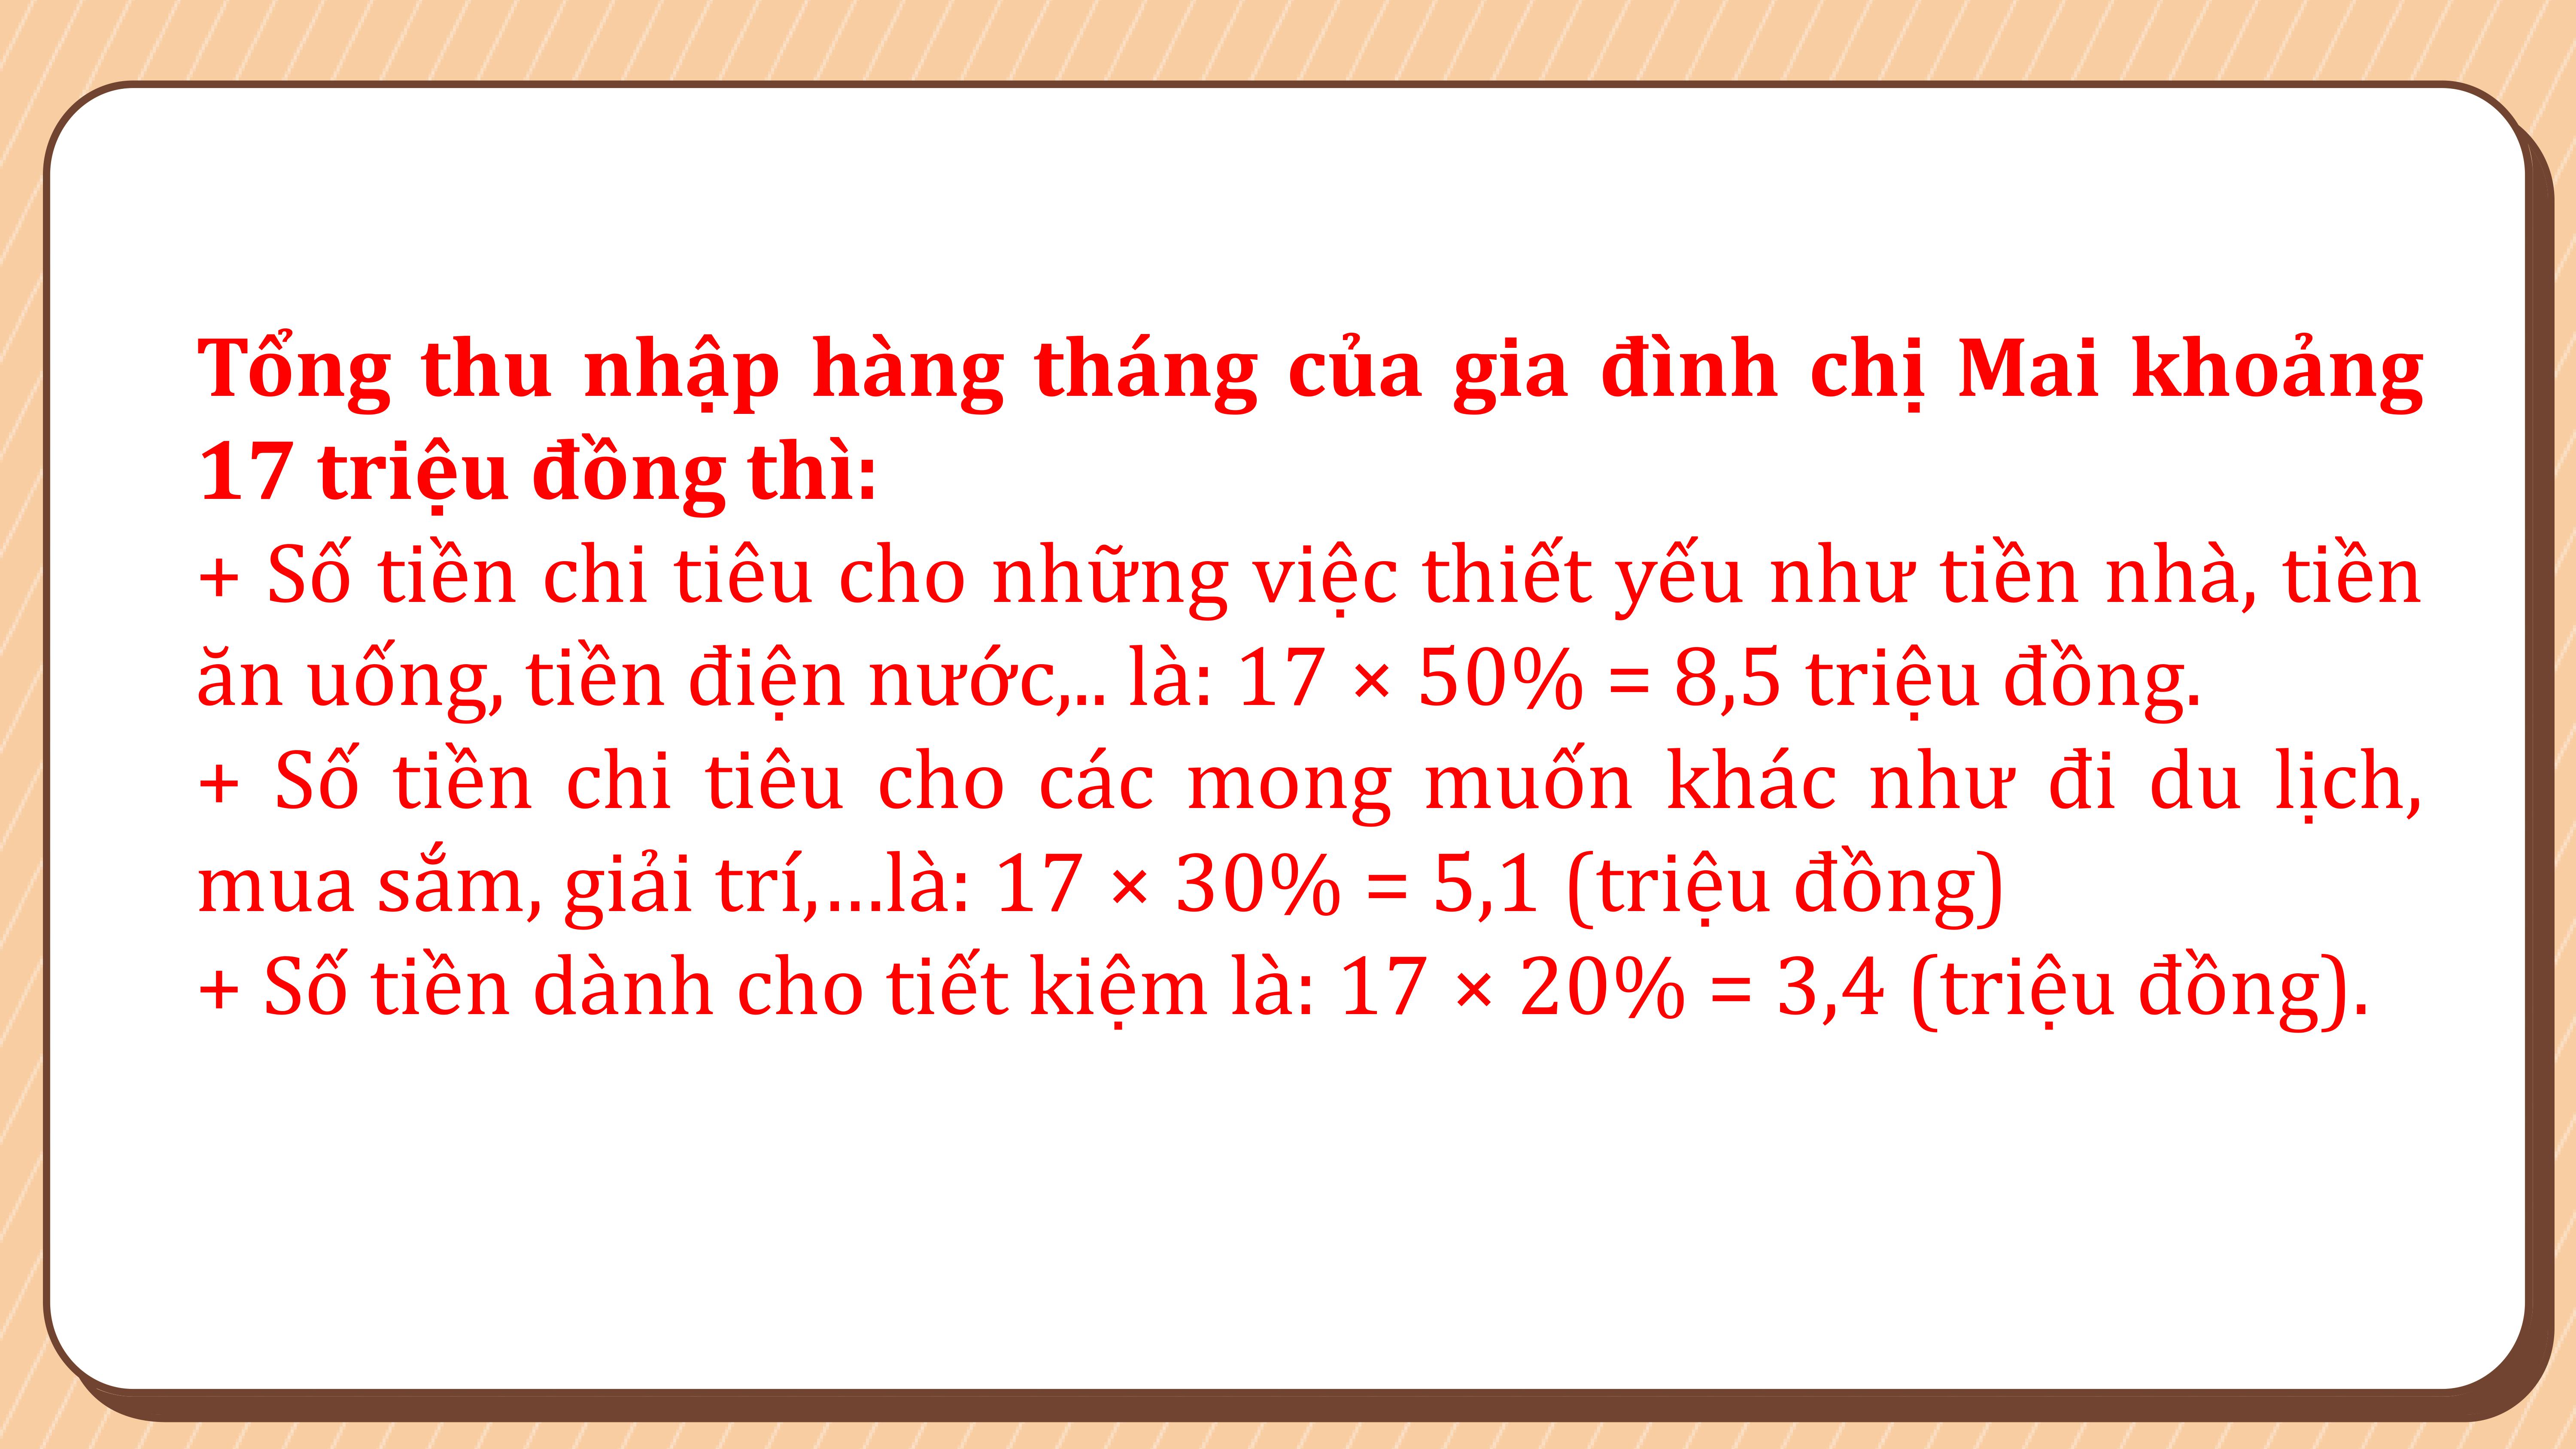 Tổng thu nhập hàng tháng của gia đình chị Mai khoảng
17 triệu đồng thì:
+ Số tiền chi tiêu cho những việc thiết yếu như tiền nhà, tiền
ăn uống, tiền điện nước,.. là: 17 × 50% = 8,5 triệu đồng.
+ Số tiền chi tiêu cho các mong muốn khác như đi du lịch,
mua sắm, giải trí,…là: 17 × 30% = 5,1 (triệu đồng)
+ Số tiền dành cho tiết kiệm là: 17 × 20% = 3,4 (triệu đồng).